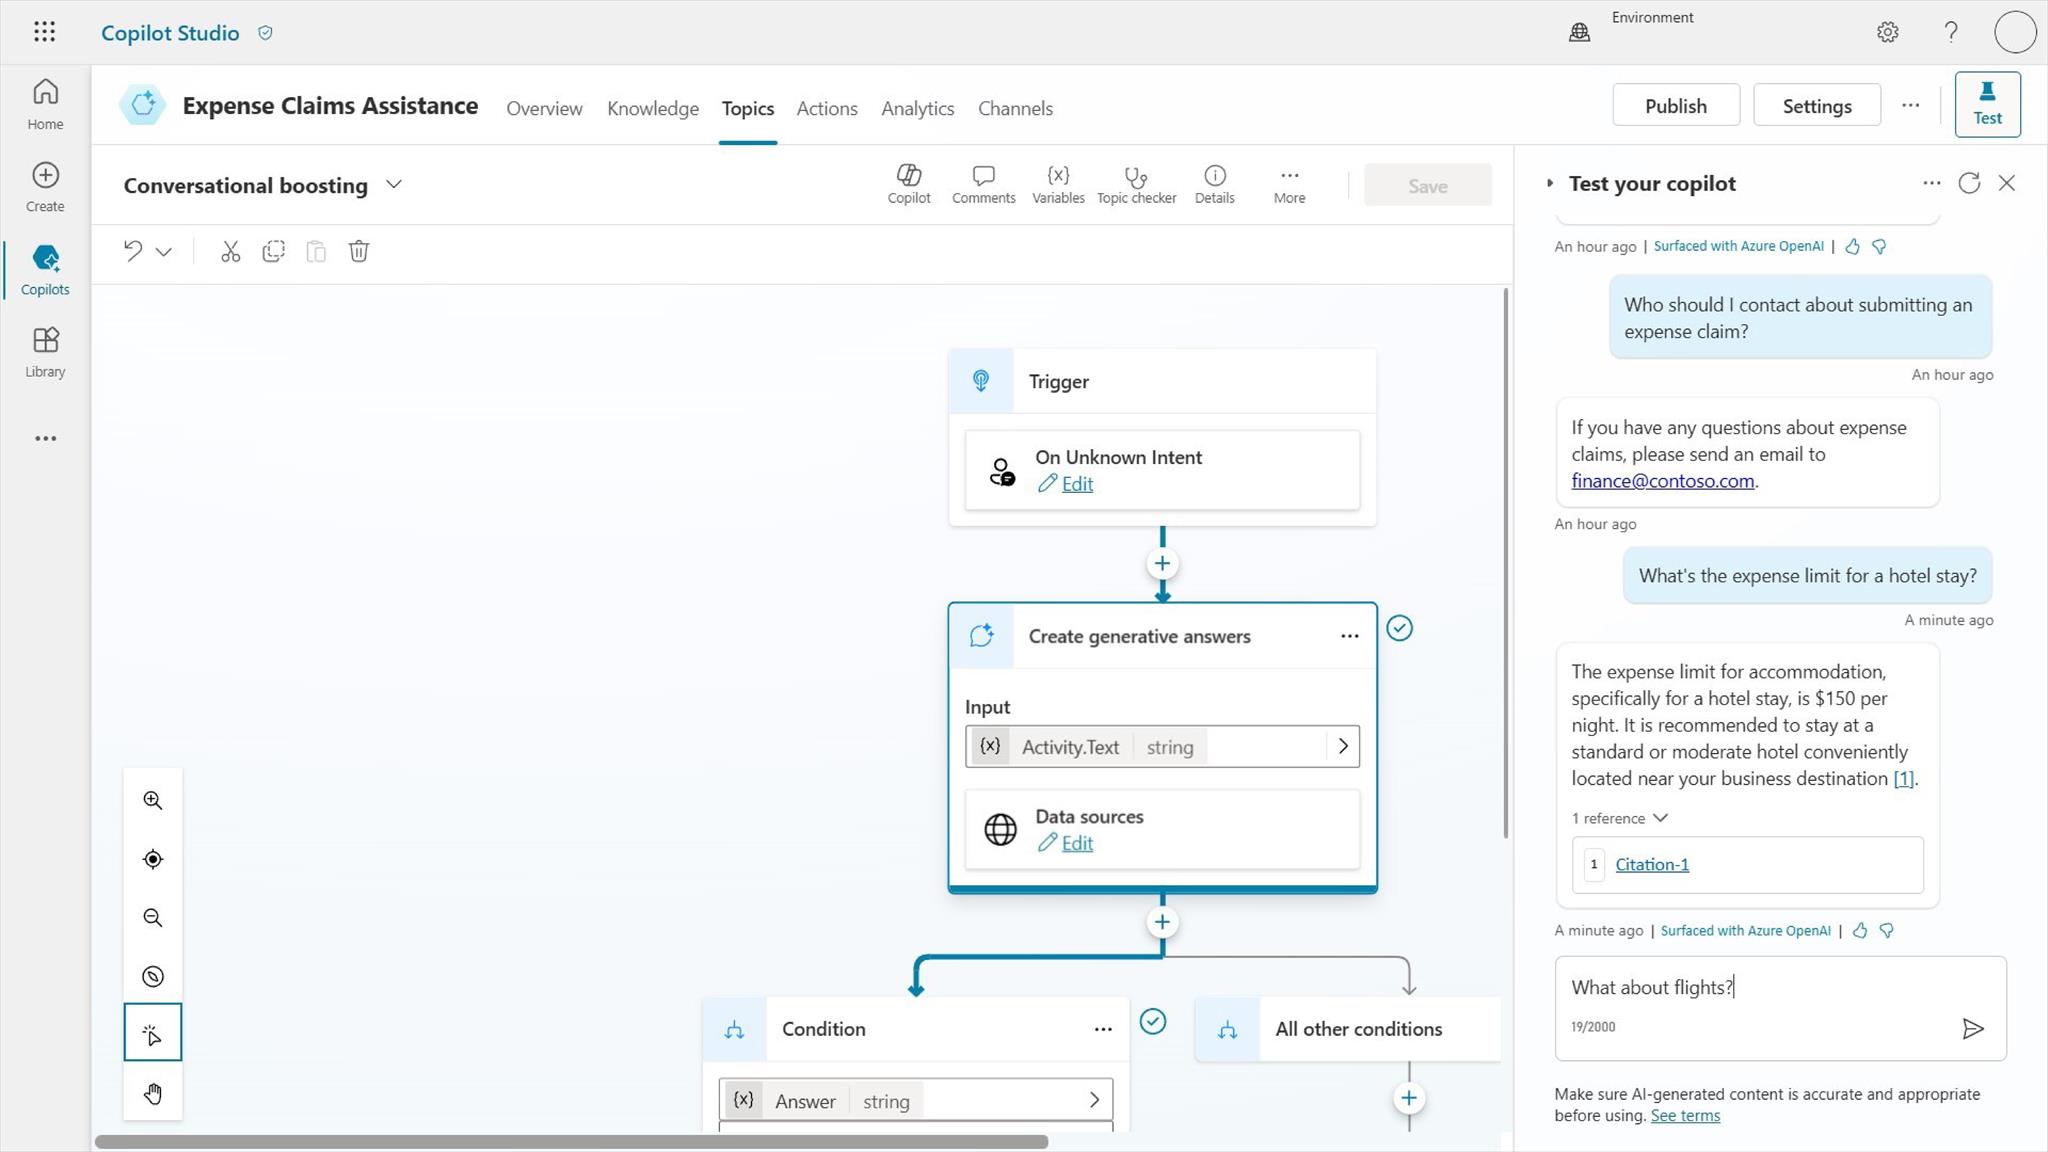 Copilot Studio
Environment
Home
Create
Copilots
Library
Expense Claims Assistance
Overview
Knowledge
Topics
Actions
Analytics
Channels
Publish
Settings
Test
Conversational boosting
Copilot
Comments
Variables
Topic checker
Details
More
Save
Trigger
On Unknown Intent
Edit
Create generative answers
Input
{x} Activity.Text string
Data sources
Edit
Condition
{x} Answer string
All other conditions
Test your copilot
An hour ago | Surfaced with Azure OpenAI |
Who should I contact about submitting an
expense claim?
An hour ago
If you have any questions about expense
claims, please send an email to
finance@contoso.com.
An hour ago
What's the expense limit for a hotel stay?
A minute ago
The expense limit for accommodation,
specifically for a hotel stay, is $150 per
night. It is recommended to stay at a
standard or moderate hotel conveniently
located near your business destination [1].
1 reference
1 Citation-1
A minute ago | Surfaced with Azure OpenAI |
What about flights?
19/2000
Make sure AI-generated content is accurate and appropriate
before using. See terms